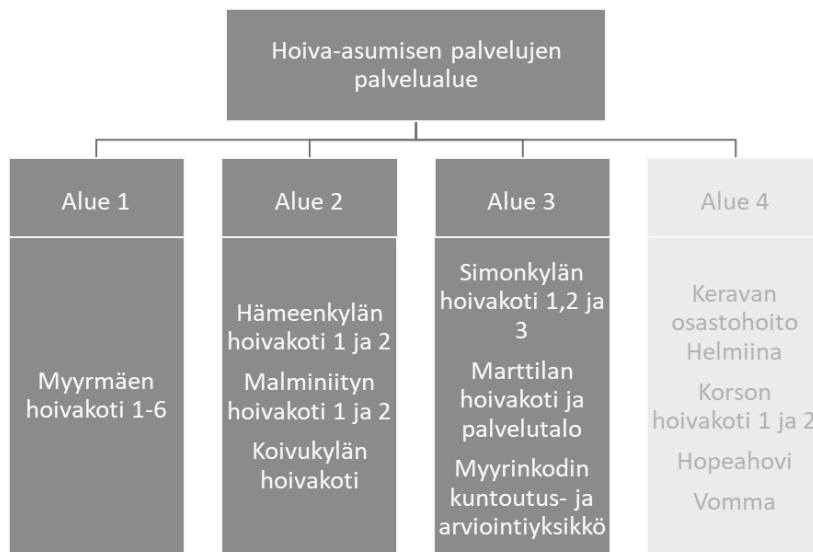 Hoiva-asumisen palvelujen
palvelualue
Alue 1
Myyrmäen
hoivakoti 1-6
Alue 2
Hämeenkylän
hoivakoti 1 ja 2
Malminiityn
hoivakoti 1 ja 2
Koivukylän
hoivakoti
Alue 3
Simonkylän
hoivakoti 1,2 ja
3
Marttilan
hoivakoti ja
palvelutalo
Myyrinkodin
kuntoutus- ja
arviointiyksikkö
Alue 4
Keravan
osastohoito
Helmiina
Korson
hoivakoti 1 ja 2
Hopeahovi
Vomma